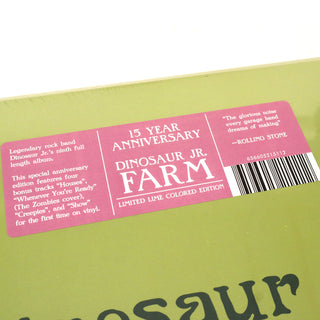 Legendary rock band
Dinosaur Jr.'s ninth full
length album.
This special anniversary
edition features four
bonus tracks "Houses",
"Whenever You're Ready"
(The Zombies cover),
"Creepies", and "Show"
for the first time on vinyl.
15 YEAR
ANNIVERSARY
DINOSAUR JR.
FARM
LIMITED LIME COLORED EDITION
"The glorious noise
every garage band
dreams of making"
—ROLLING STONE
656605215112
inosaur